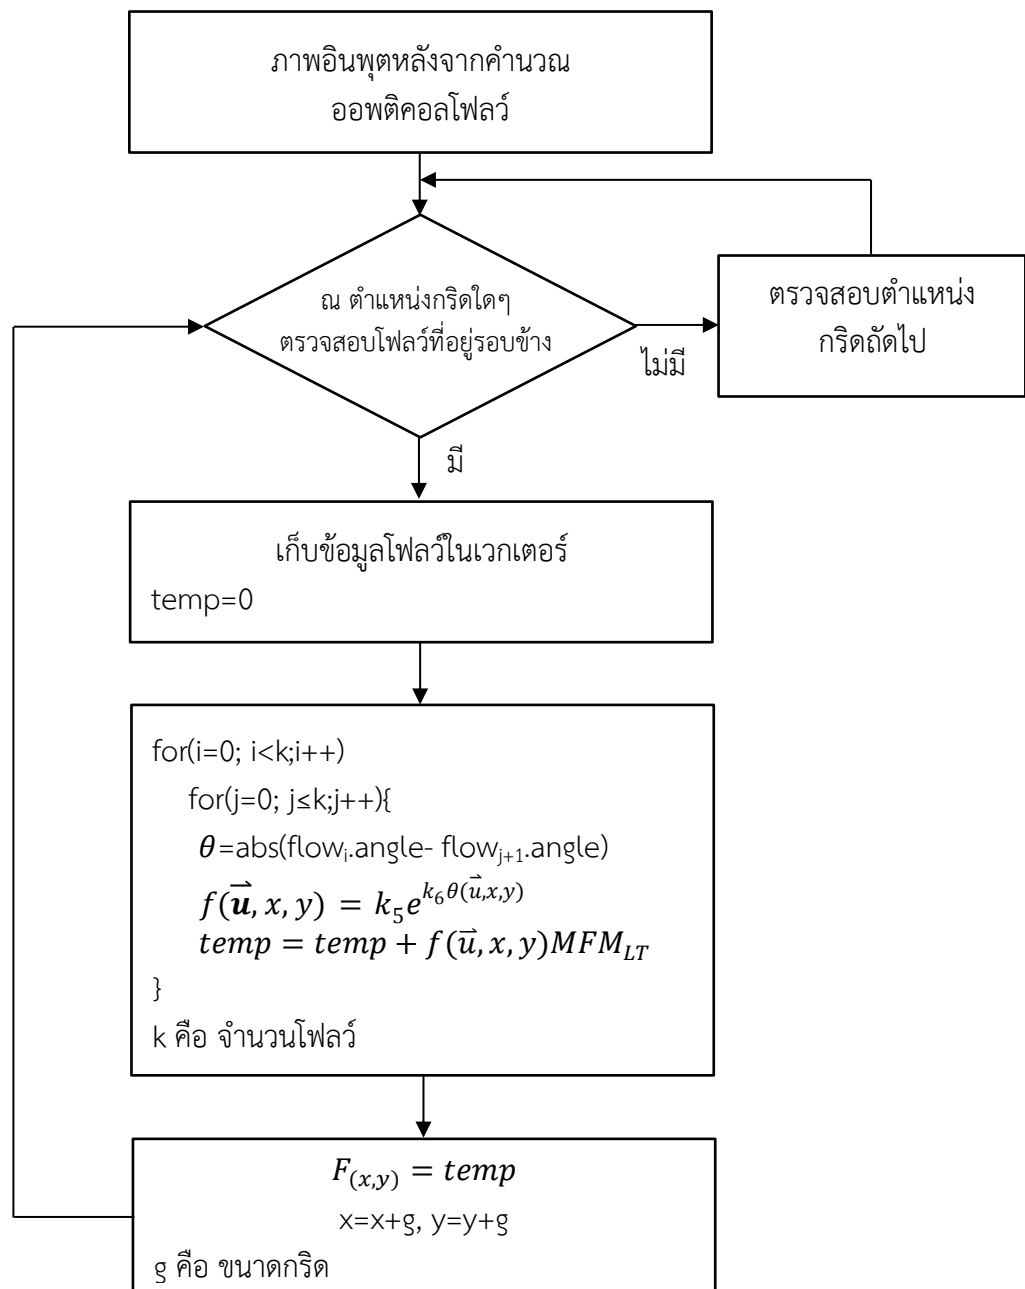 ภาพอินพุตหลังจากคำนวณ
ออพติคอลโฟลว์
ณ ตำแหน่งกริดใดๆ
ตรวจสอบโฟลว์ที่อยู่รอบข้าง
ไม่มี
ตรวจสอบตำแหน่ง
กริดถัดไป
มี
เก็บข้อมูลโฟลว์ในเวกเตอร์
temp=0
for(i=0; i<k;i++)
for(j=0; j≤k;j++){
θ=abs(flowᵢ.angle- flowⱼ₊₁.angle)
f(u⃗, x, y) = k₅e^{k₆θ(u⃗,x,y)}
temp = temp + f(u⃗, x, y)MFM_{LT}
}
k คือ จำนวนโฟลว์
F_{(x,y)} = temp
x=x+g, y=y+g
g คือ ขนาดกริด